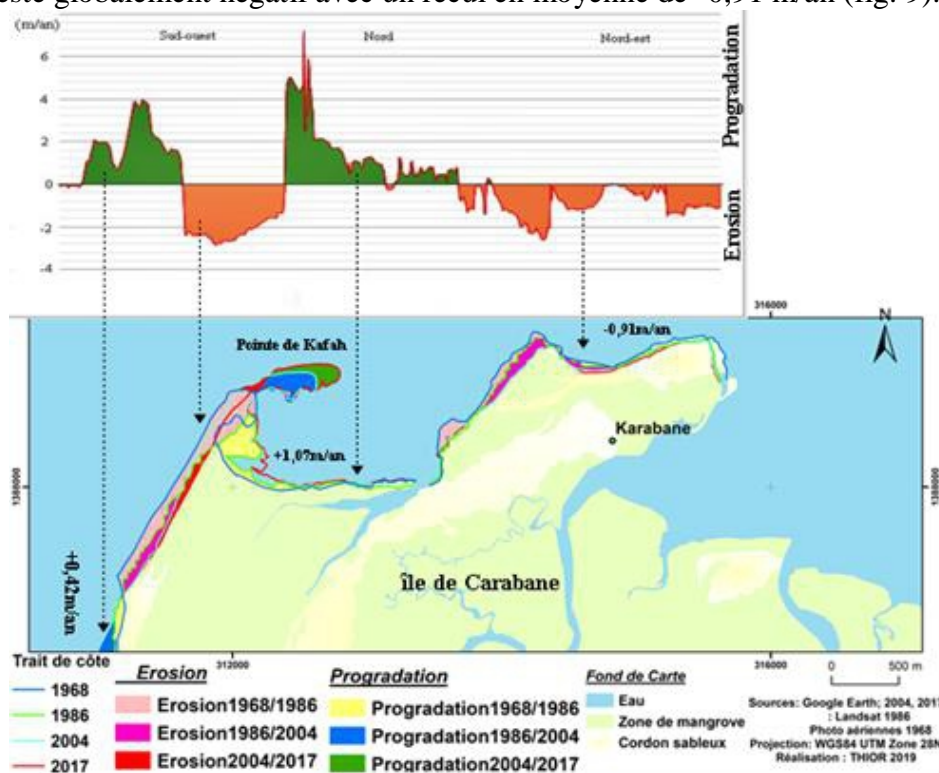 este globalement négatif avec un recul en moyenne de -0,91 m/an (fig. 9).
(m/an)
Sud-ouest
Nord
Nord-est
6
4
2
0
-2
-4
Progradation
Erosion
316000
N
-0,91m/an
Pointe de Kafah
Karabane
+1,07m/an
1388000
1388000
+0,42m/an
île de Carabane
312000
316000
Trait de côte
1968
1986
2004
2017
Erosion
Erosion1968/1986
Erosion1986/2004
Erosion2004/2017
Progradation
Progradation1968/1986
Progradation1986/2004
Progradation2004/2017
Fond de Carte
Eau
Zone de mangrove
Cordon sableux
0 500 m
Sources: Google Earth; 2004, 2017
: Landsat 1986
Photo aériennes 1968
Projection: WGS84 UTM Zone 28N
Réalisation : THIOR 2019